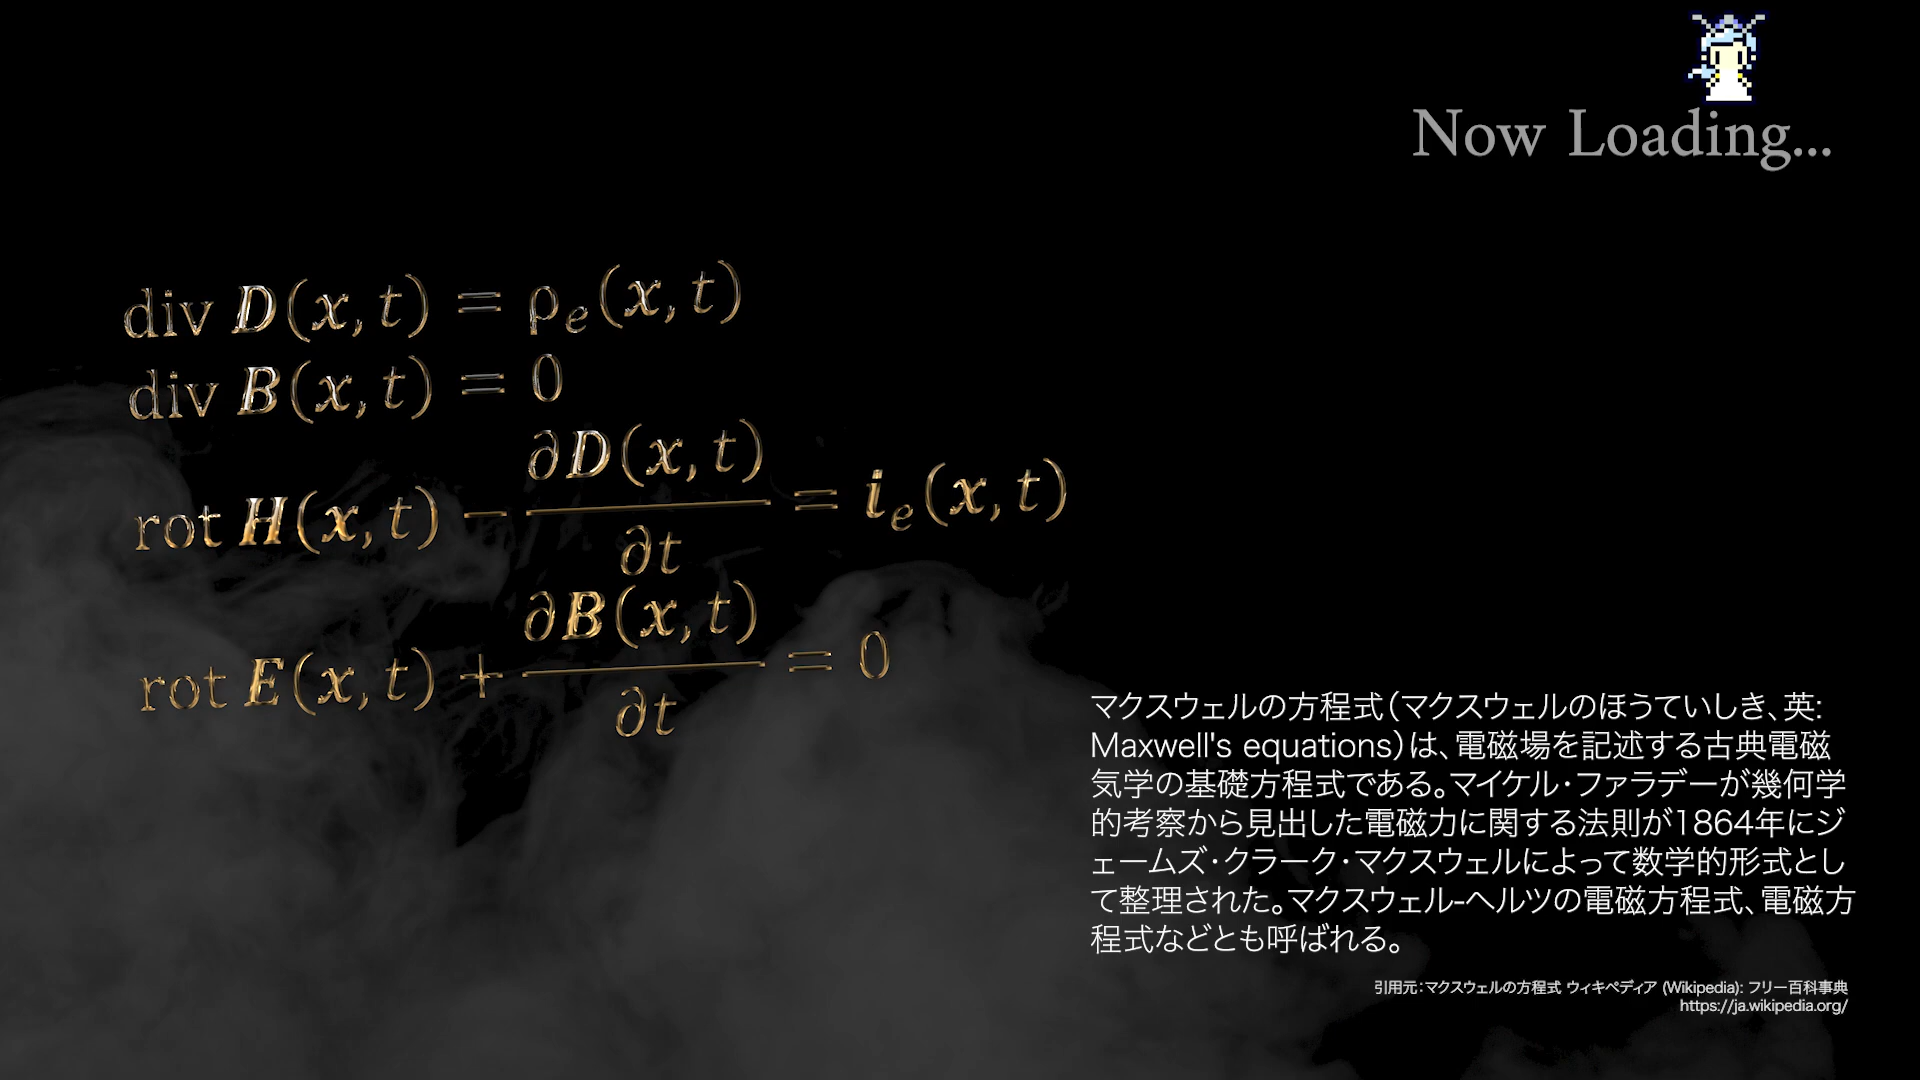 Now Loading...
div D(x, t) = ρₑ(x, t)
div B(x, t) = 0
rot H(x, t) − ∂D(x, t)/∂t = iₑ(x, t)
rot E(x, t) + ∂B(x, t)/∂t = 0
マクスウェルの方程式（マクスウェルのほうていしき、英:
Maxwell's equations）は、電磁場を記述する古典電磁
気学の基礎方程式である。マイケル・ファラデーが幾何学
的考察から見出した電磁力に関する法則が1864年にジ
ェームズ・クラーク・マクスウェルによって数学的形式とし
て整理された。マクスウェル-ヘルツの電磁方程式、電磁方
程式などとも呼ばれる。
引用元：マクスウェルの方程式 ウィキペディア (Wikipedia): フリー百科事典
https://ja.wikipedia.org/